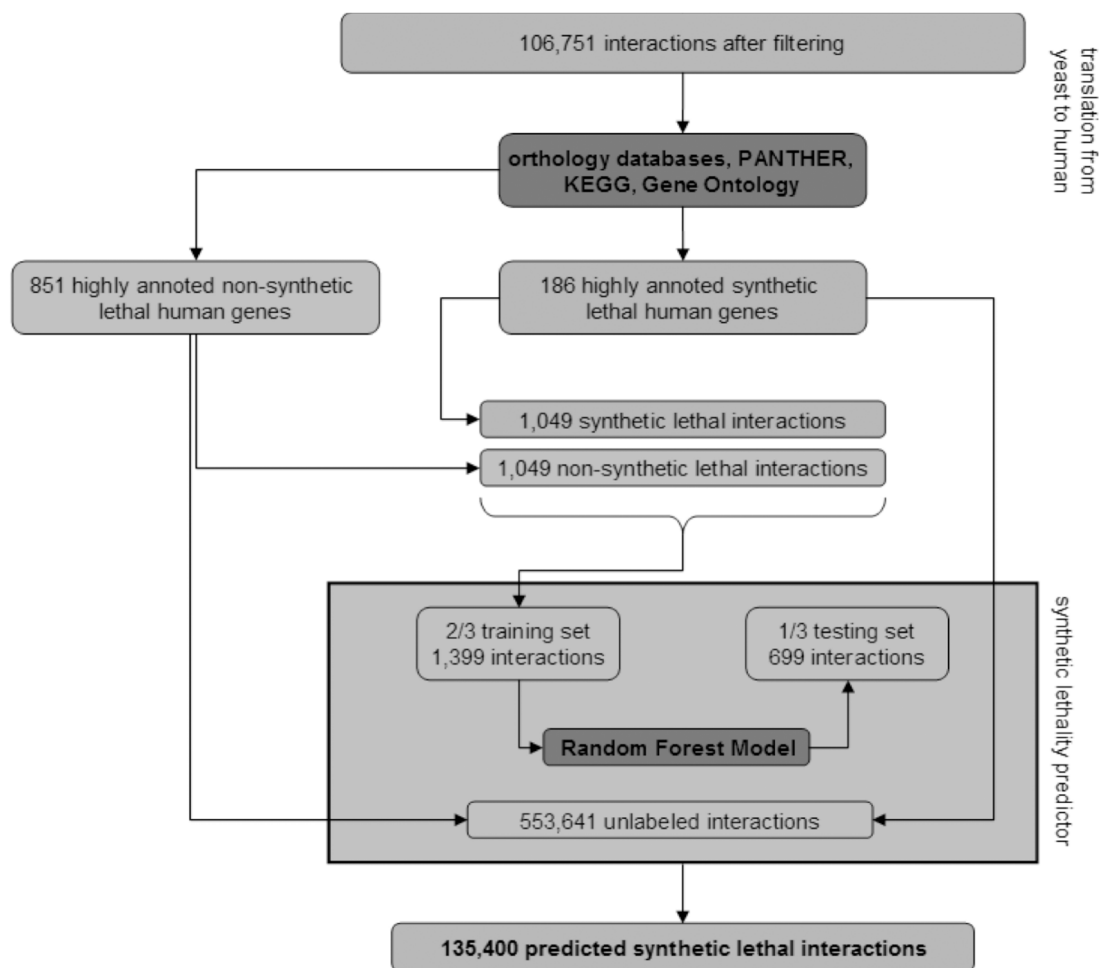 106,751 interactions after filtering
translation from
yeast to human
orthology databases, PANTHER,
KEGG, Gene Ontology
851 highly annoted non-synthetic
lethal human genes
186 highly annoted synthetic
lethal human genes
1,049 synthetic lethal interactions
1,049 non-synthetic lethal interactions
2/3 training set
1,399 interactions
1/3 testing set
699 interactions
Random Forest Model
553,641 unlabeled interactions
synthetic lethality predictor
135,400 predicted synthetic lethal interactions